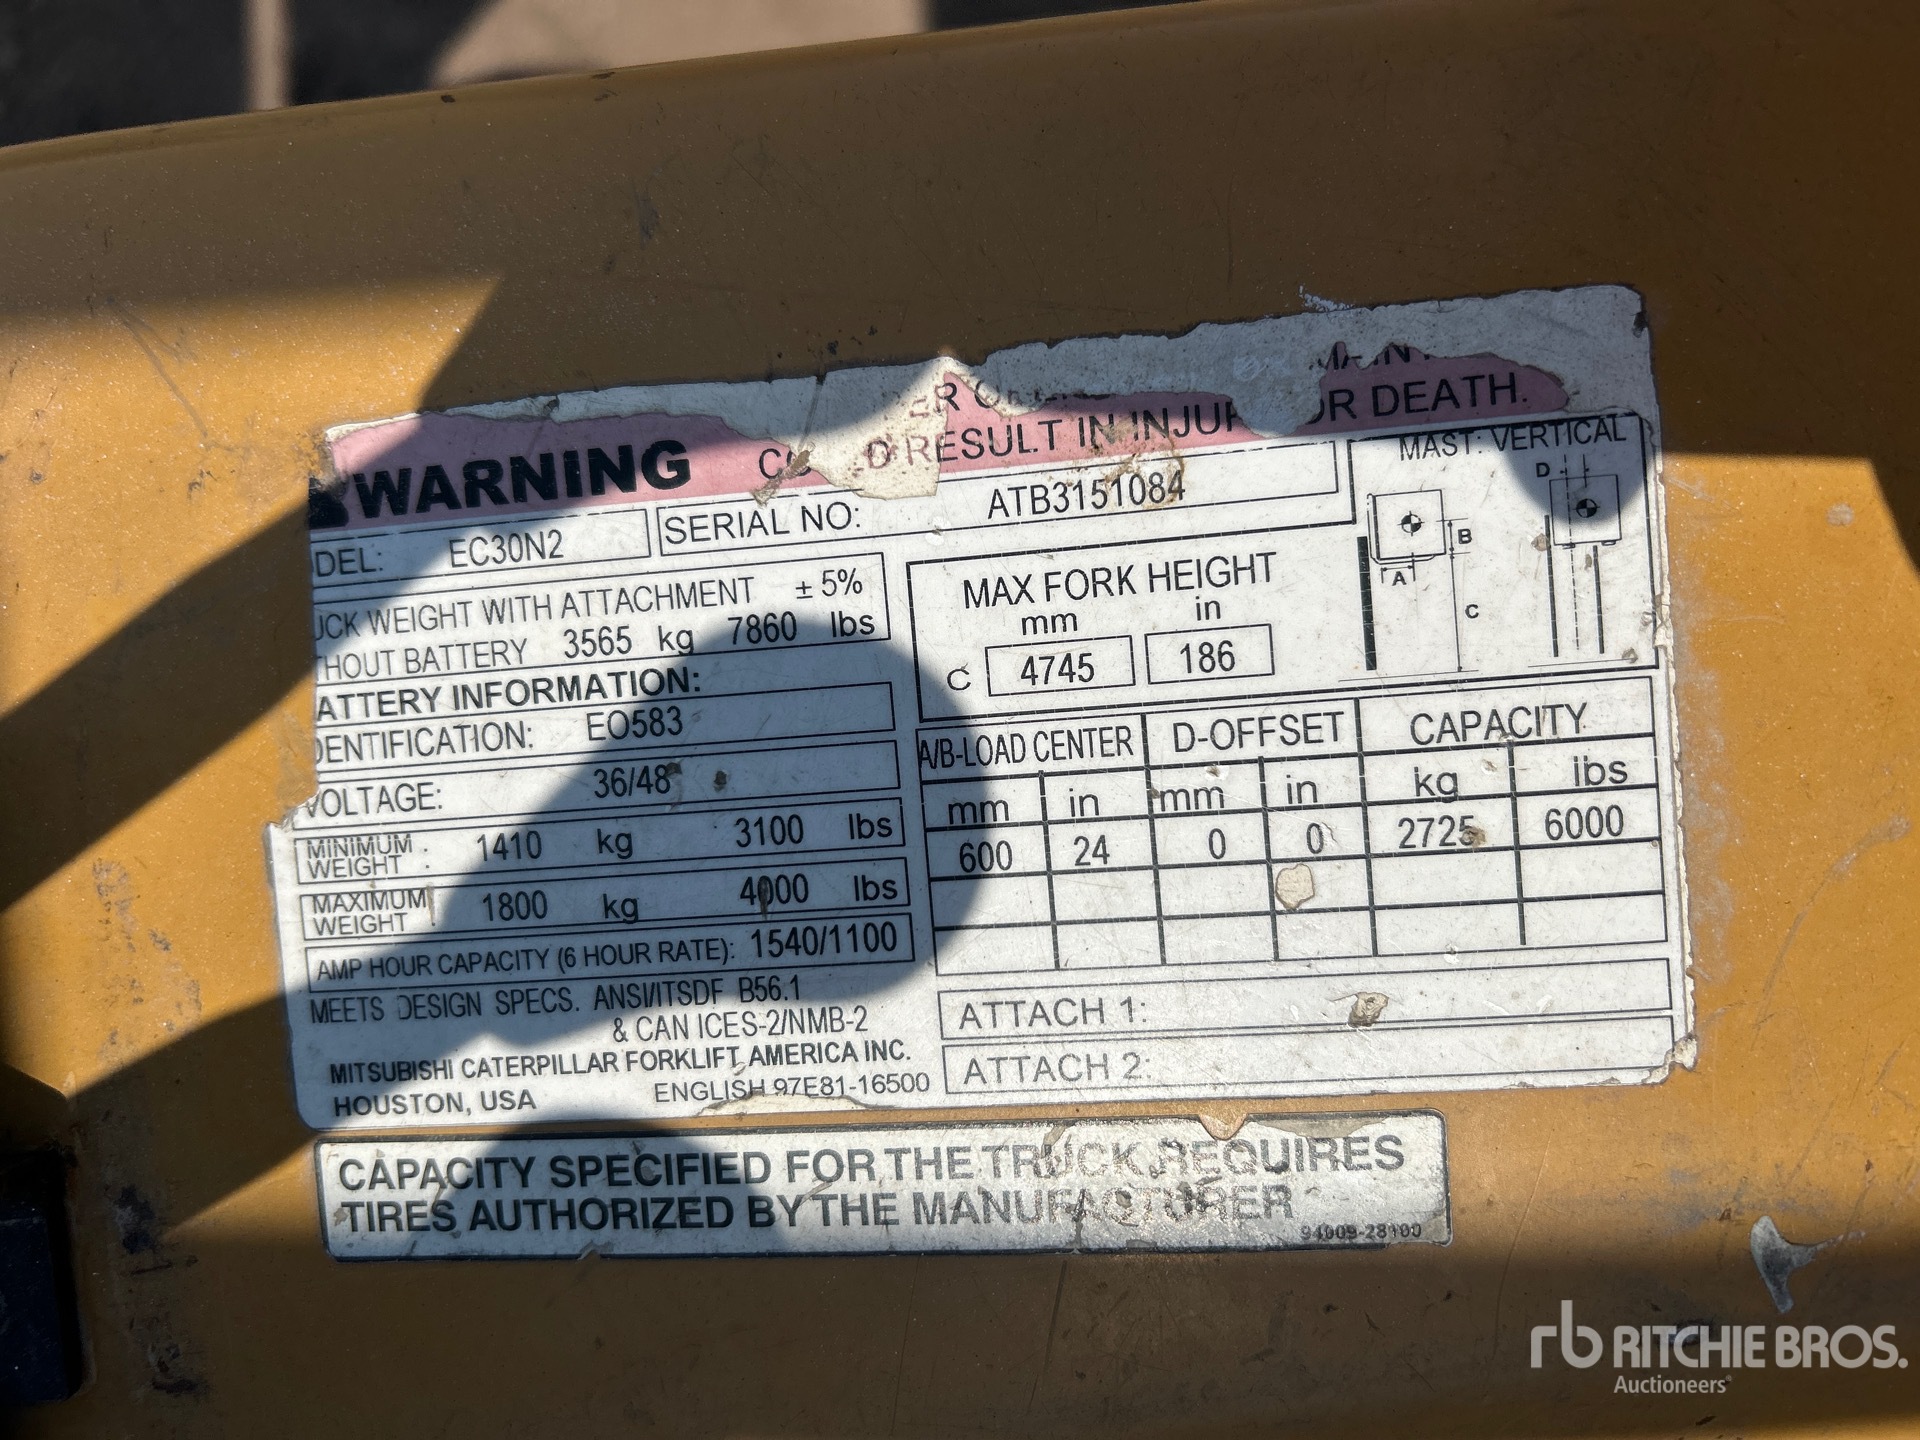 WARNING
RESULT IN INJUR OR DEATH.
DEL: EC30N2
SERIAL NO: ATB3151084
UCK WEIGHT WITH ATTACHMENT ± 5%
THOUT BATTERY 3565 kg 7860 lbs
ATTERY INFORMATION:
DENTIFICATION: EO583
VOLTAGE: 36/48
MINIMUM WEIGHT : 1410 kg 3100 lbs
MAXIMUM WEIGHT 1800 kg 4000 lbs
AMP HOUR CAPACITY (6 HOUR RATE): 1540/1100
MEETS DESIGN SPECS. ANSI/ITSDF B56.1
& CAN ICES-2/NMB-2
MITSUBISHI CATERPILLAR FORKLIFT AMERICA INC.
HOUSTON, USA ENGLISH 97E81-16500
MAST: VERTICAL
D
B
A
C
MAX FORK HEIGHT
mm in
C 4745 186
A/B-LOAD CENTER D-OFFSET CAPACITY
mm in mm in kg lbs
600 24 0 0 2725 6000
ATTACH 1:
ATTACH 2:
CAPACITY SPECIFIED FOR THE TRUCK REQUIRES
TIRES AUTHORIZED BY THE MANUFACTURER
94009-28100
rb RITCHIE BROS.
Auctioneers